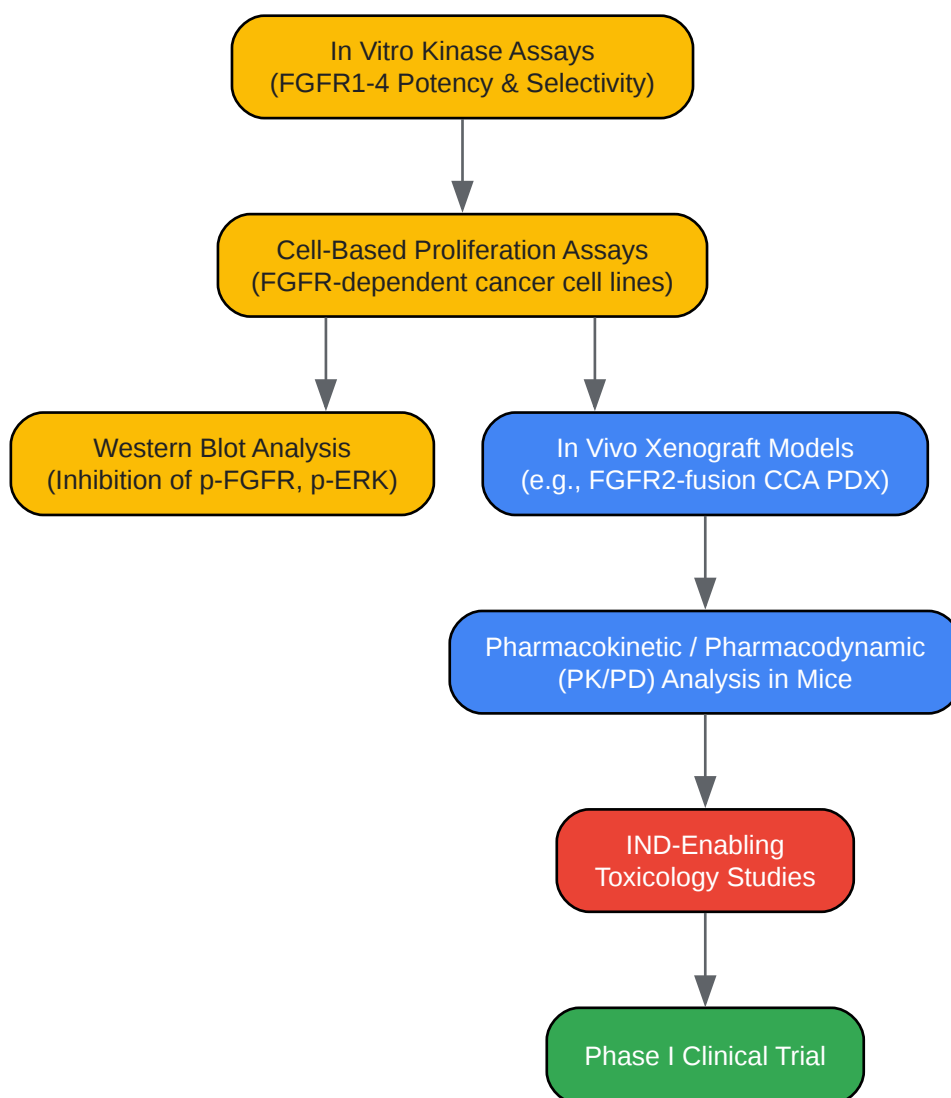 In Vitro Kinase Assays
(FGFR1-4 Potency & Selectivity)
Cell-Based Proliferation Assays
(FGFR-dependent cancer cell lines)
Western Blot Analysis
(Inhibition of p-FGFR, p-ERK)
In Vivo Xenograft Models
(e.g., FGFR2-fusion CCA PDX)
Pharmacokinetic / Pharmacodynamic
(PK/PD) Analysis in Mice
IND-Enabling
Toxicology Studies
Phase I Clinical Trial